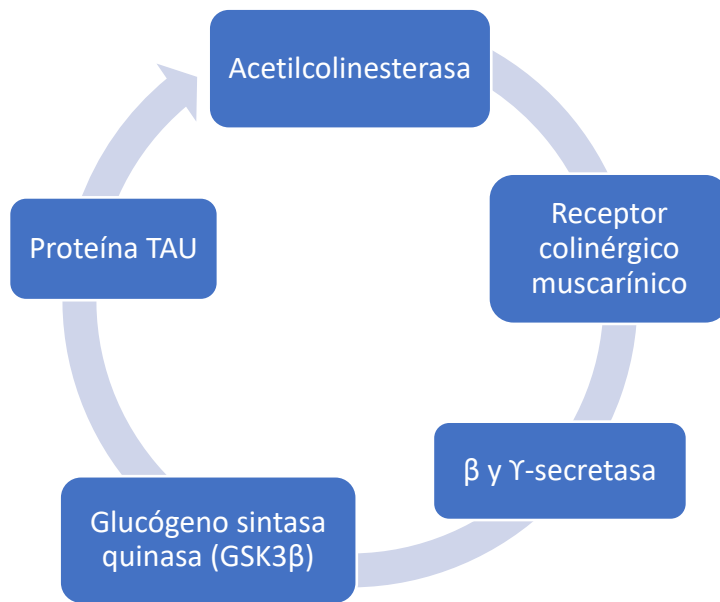 Acetilcolinesterasa
Receptor
colinérgico
muscarínico
β y ϒ-secretasa
Glucógeno sintasa
quinasa (GSK3β)
Proteína TAU